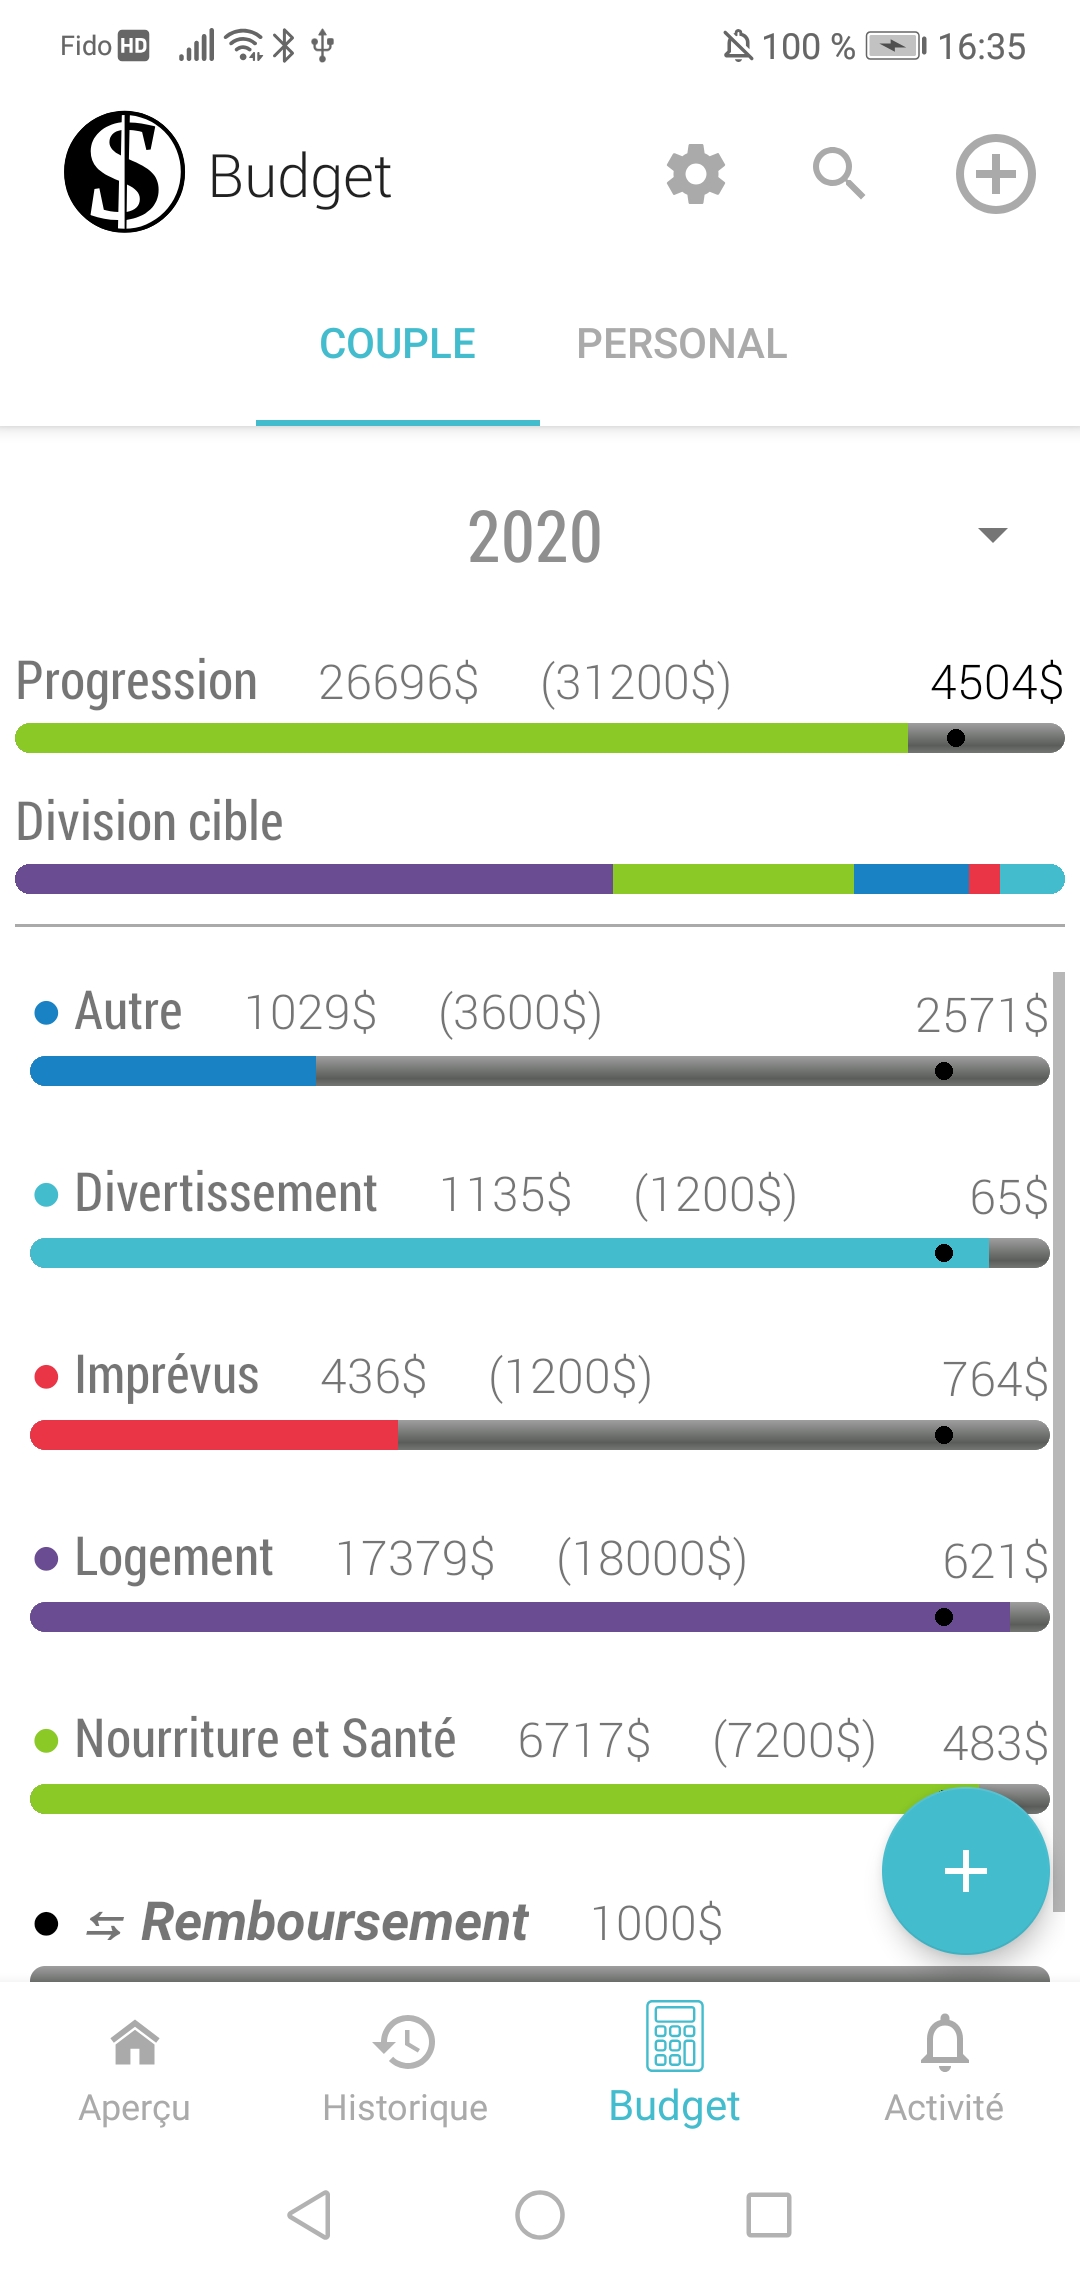 Fido HD 100 % 16:35
$ Budget
COUPLE PERSONAL
2020
Progression 26696$ (31200$) 4504$
Division cible
Autre 1029$ (3600$) 2571$
Divertissement 1135$ (1200$) 65$
Imprévus 436$ (1200$) 764$
Logement 17379$ (18000$) 621$
Nourriture et Santé 6717$ (7200$) 483$
⇆ Remboursement 1000$
Aperçu Historique Budget Activité